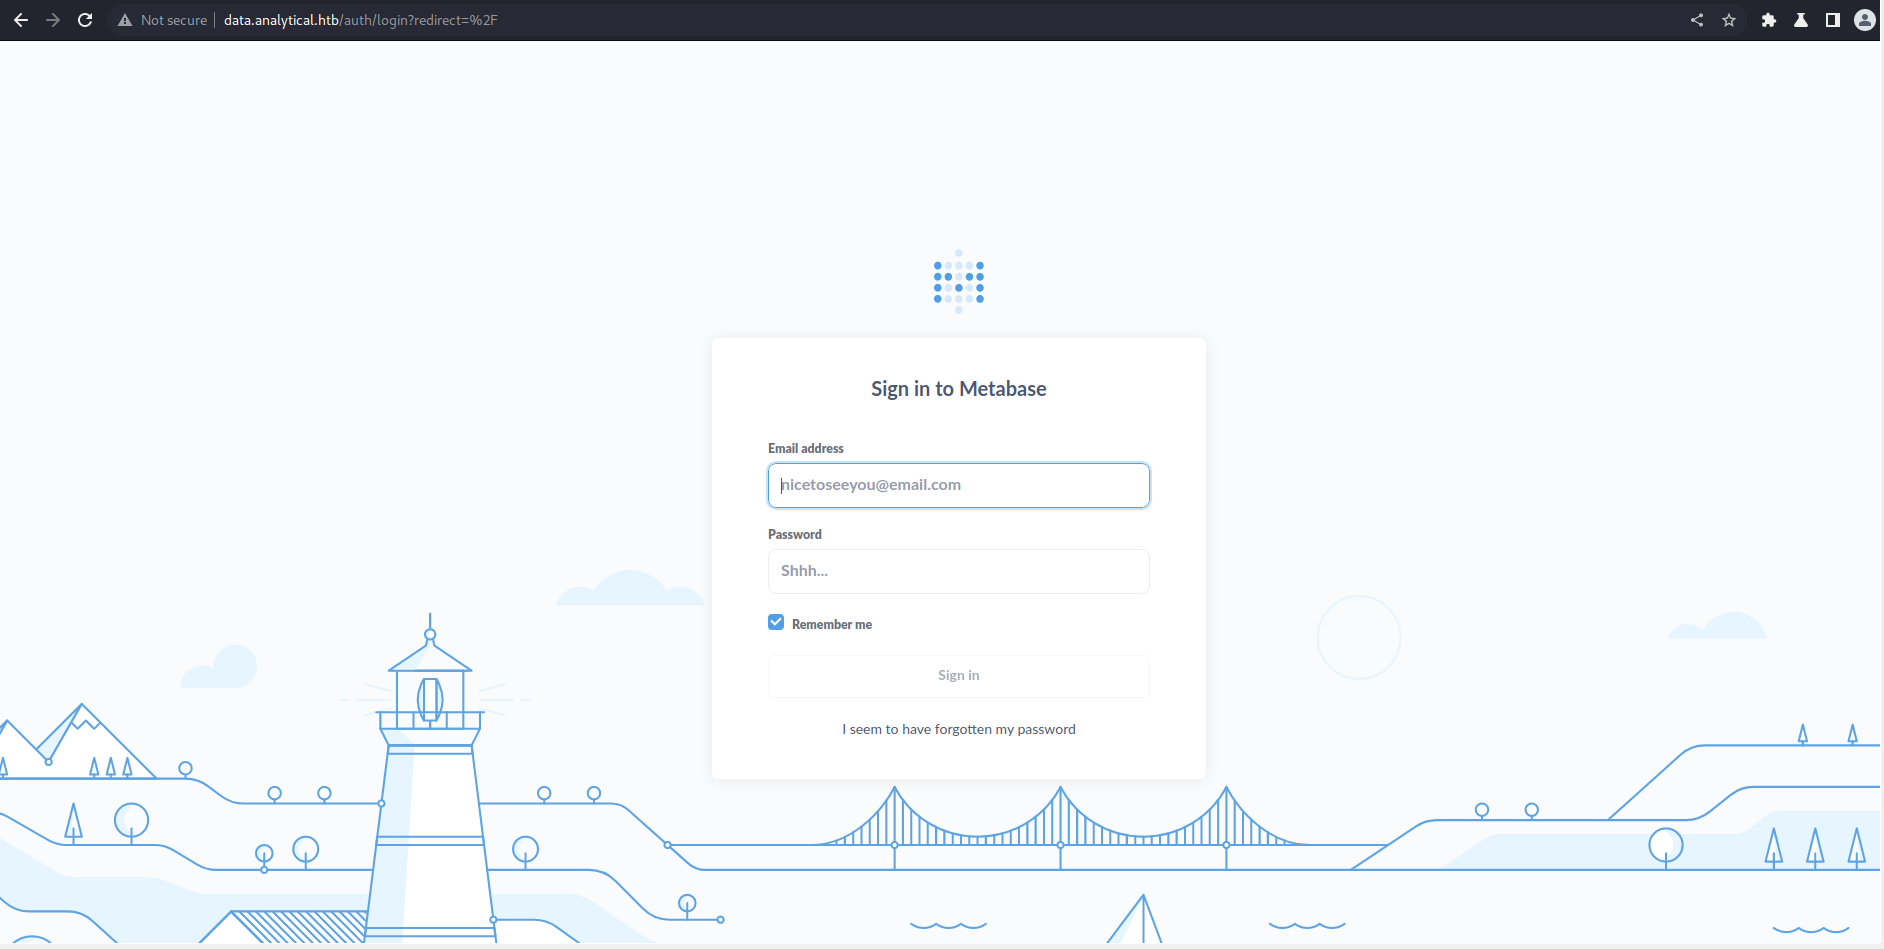 Not secure data.analytical.htb/auth/login?redirect=%2F
Sign in to Metabase
Email address
nicetoseeyou@email.com
Password
Shhh...
Remember me
Sign in
I seem to have forgotten my password